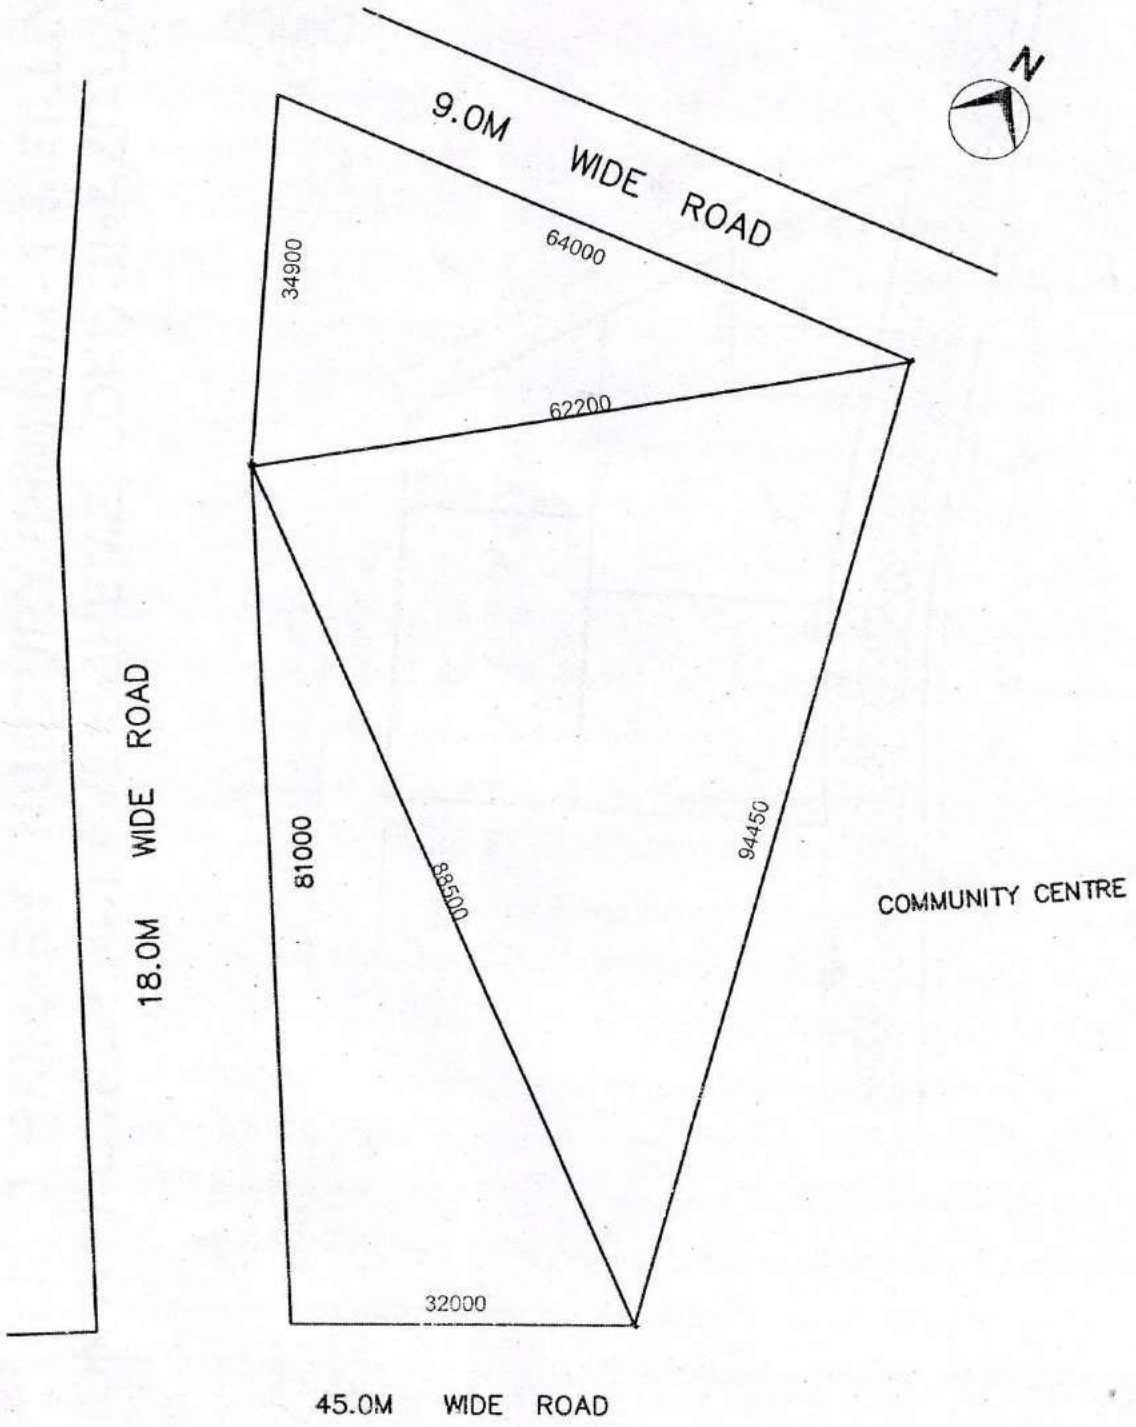 N
9.0M WIDE ROAD
64000
34900
62200
18.0M WIDE ROAD
81000
88500
94450
COMMUNITY CENTRE
32000
45.0M WIDE ROAD